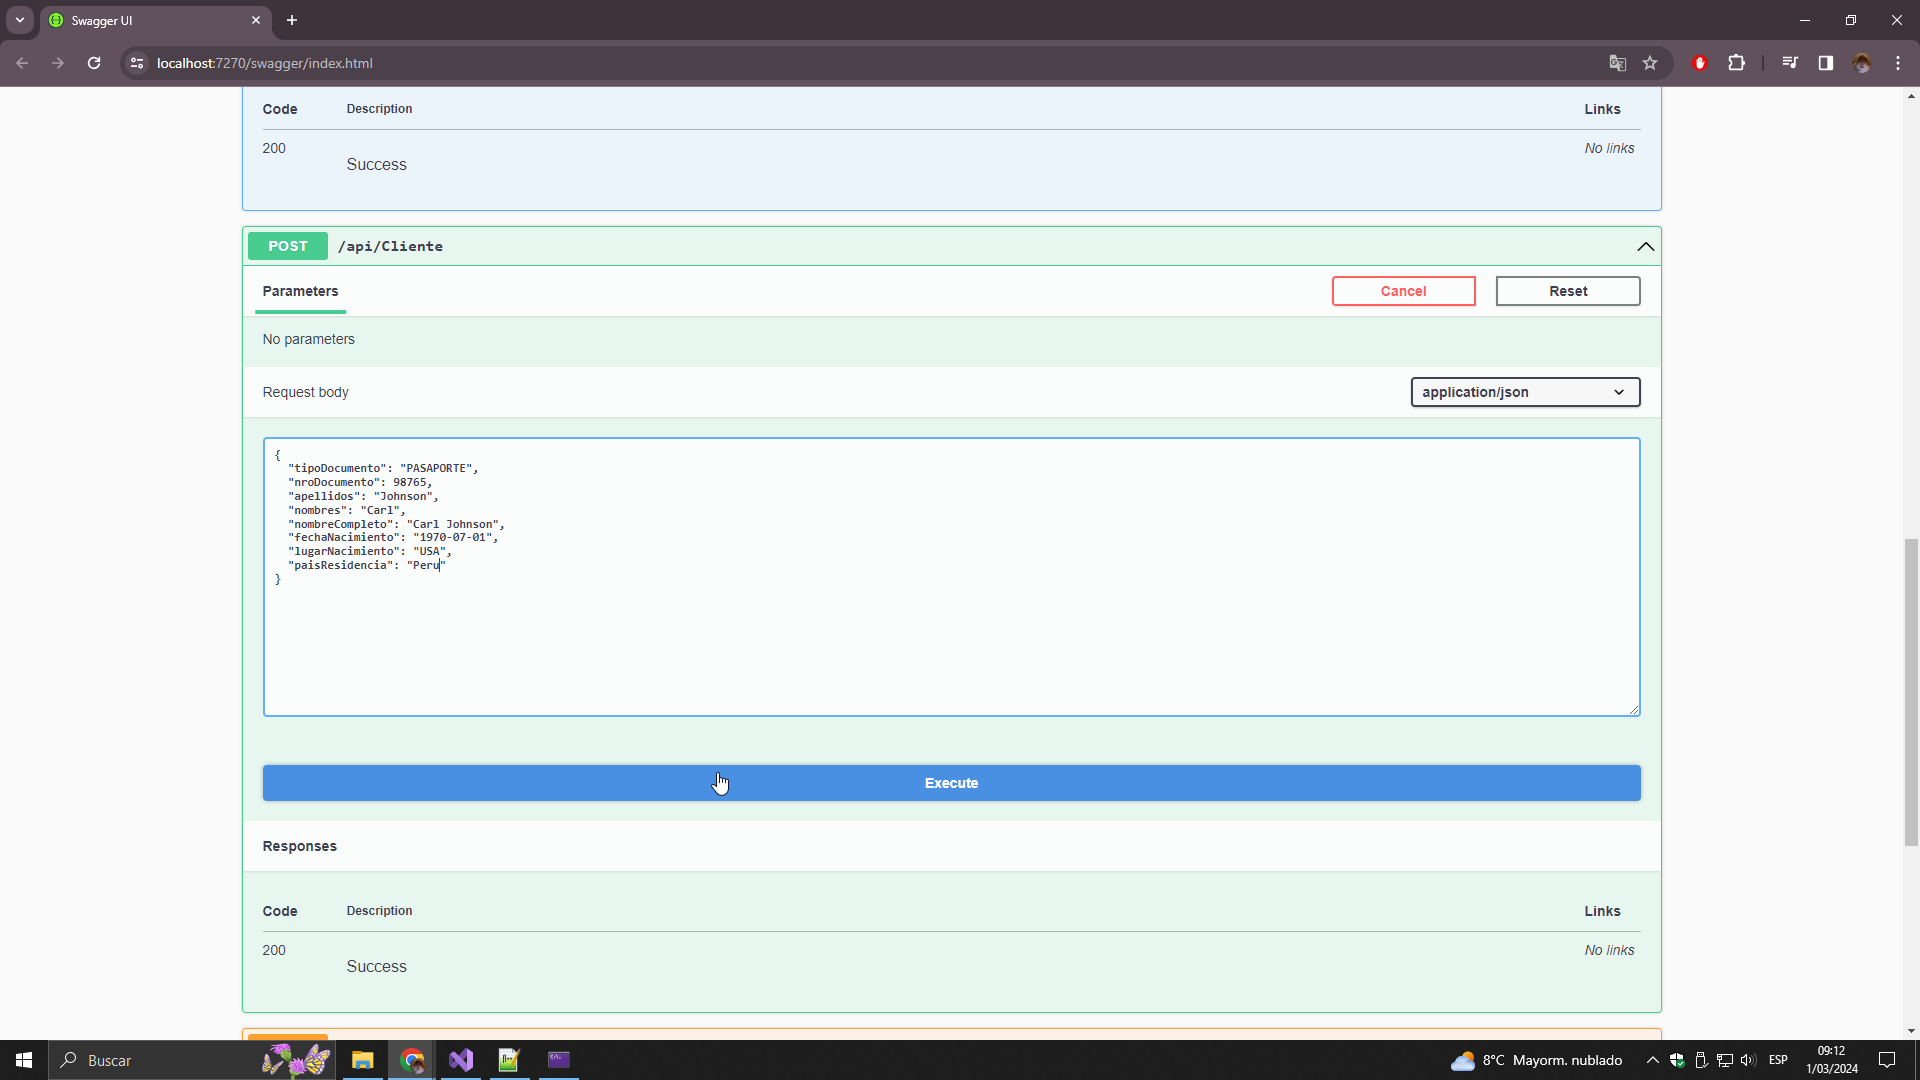 Swagger UI
localhost:7270/swagger/index.html
Code Description Links
200 Success No links
POST /api/Cliente
Parameters Cancel Reset
No parameters
Request body application/json
{
"tipoDocumento": "PASAPORTE",
"nroDocumento": 98765,
"apellidos": "Johnson",
"nombres": "Carl",
"nombreCompleto": "Carl Johnson",
"fechaNacimiento": "1970-07-01",
"lugarNacimiento": "USA",
"paisResidencia": "Peru"
}
Execute
Responses
Code Description Links
200 Success No links
Buscar 8°C Mayorm. nublado ESP 09:12
1/03/2024